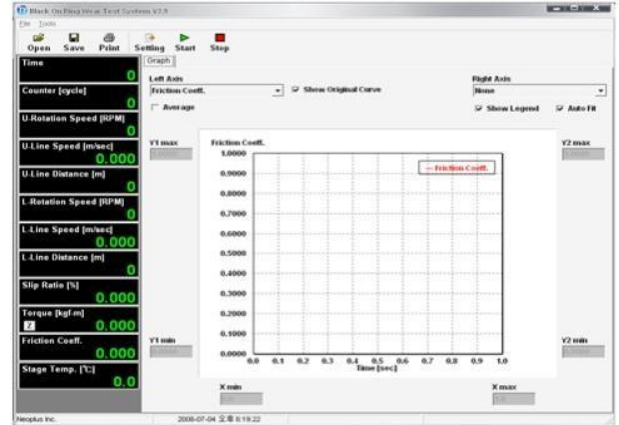 Block On Ring Wear Test System V2.9
File Tools
Open Save Print Setting Start Stop
Time
0
Counter [cycle]
0
U-Rotation Speed [RPM]
0
U-Line Speed [m/sec]
0.000
U-Line Distance [m]
0
L-Rotation Speed [RPM]
0
L-Line Speed [m/sec]
0.000
L-Line Distance [m]
0
Slip Ratio [%]
0.000
Torque [kgf-m]
Z 0.000
Friction Coeff.
0.000
Stage Temp. [℃]
0.0
Graph
Left Axis
Friction Coeff.
Show Original Curve
Average
Right Axis
None
Show Legend Auto Fit
Y1 max
Y2 max
Friction Coeff.
1.0000
0.9000
0.8000
0.7000
0.6000
0.5000
0.4000
0.3000
0.2000
0.1000
0.0000
Friction Coeff.
0.0 0.1 0.2 0.3 0.4 0.5 0.6 0.7 0.8 0.9 1.0
Time [sec]
Y1 min
Y2 min
X min
X max
Neoplus Inc.
2008-07-04 오후 8:19:22